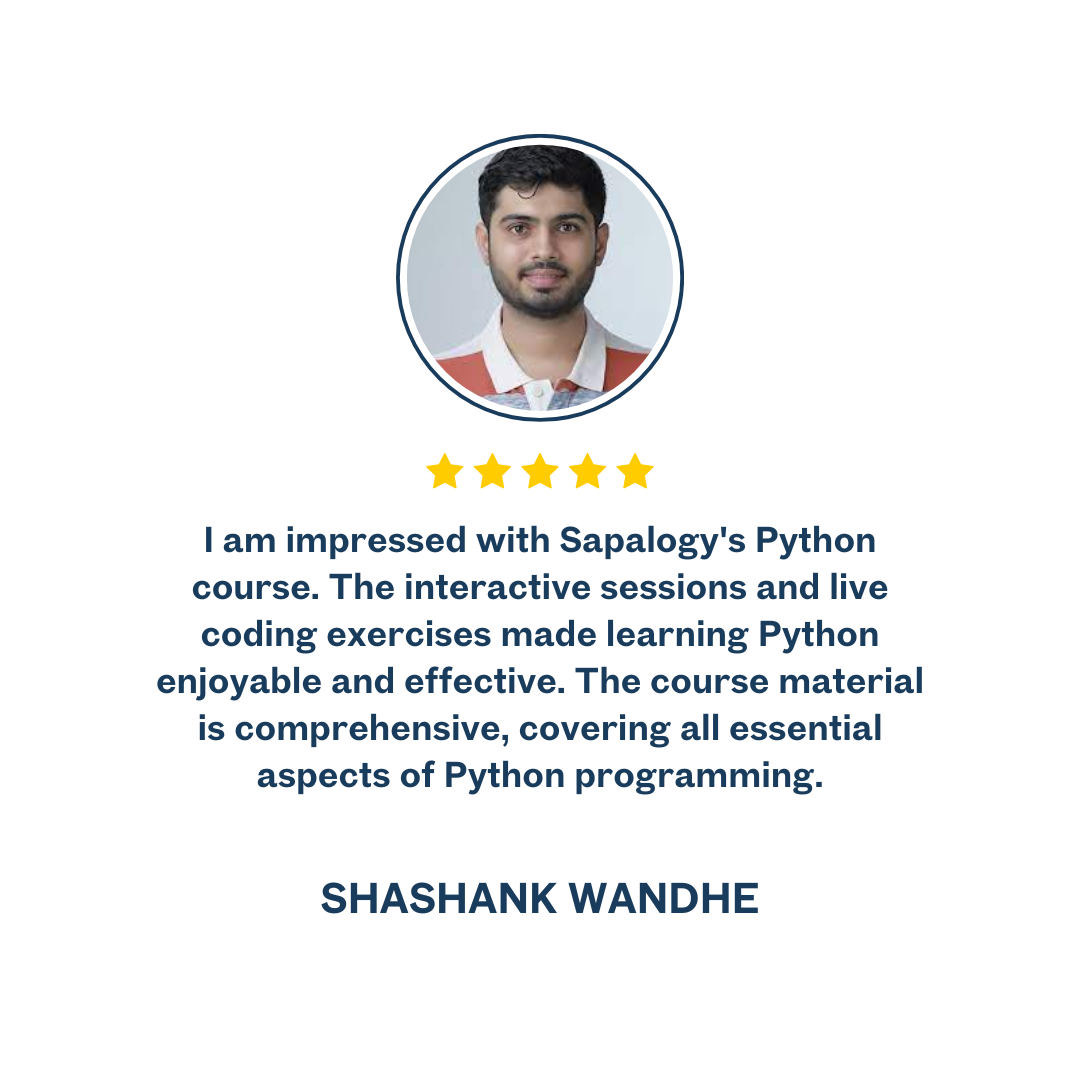 I am impressed with Sapalogy's Python
course. The interactive sessions and live
coding exercises made learning Python
enjoyable and effective. The course material
is comprehensive, covering all essential
aspects of Python programming.
SHASHANK WANDHE